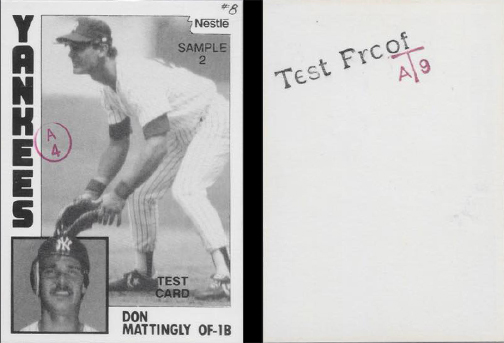 #8
Nestle
SAMPLE
2
YANKEES
A
4
TEST
CARD
DON
MATTINGLY OF-1B
Test Frcof
A 9